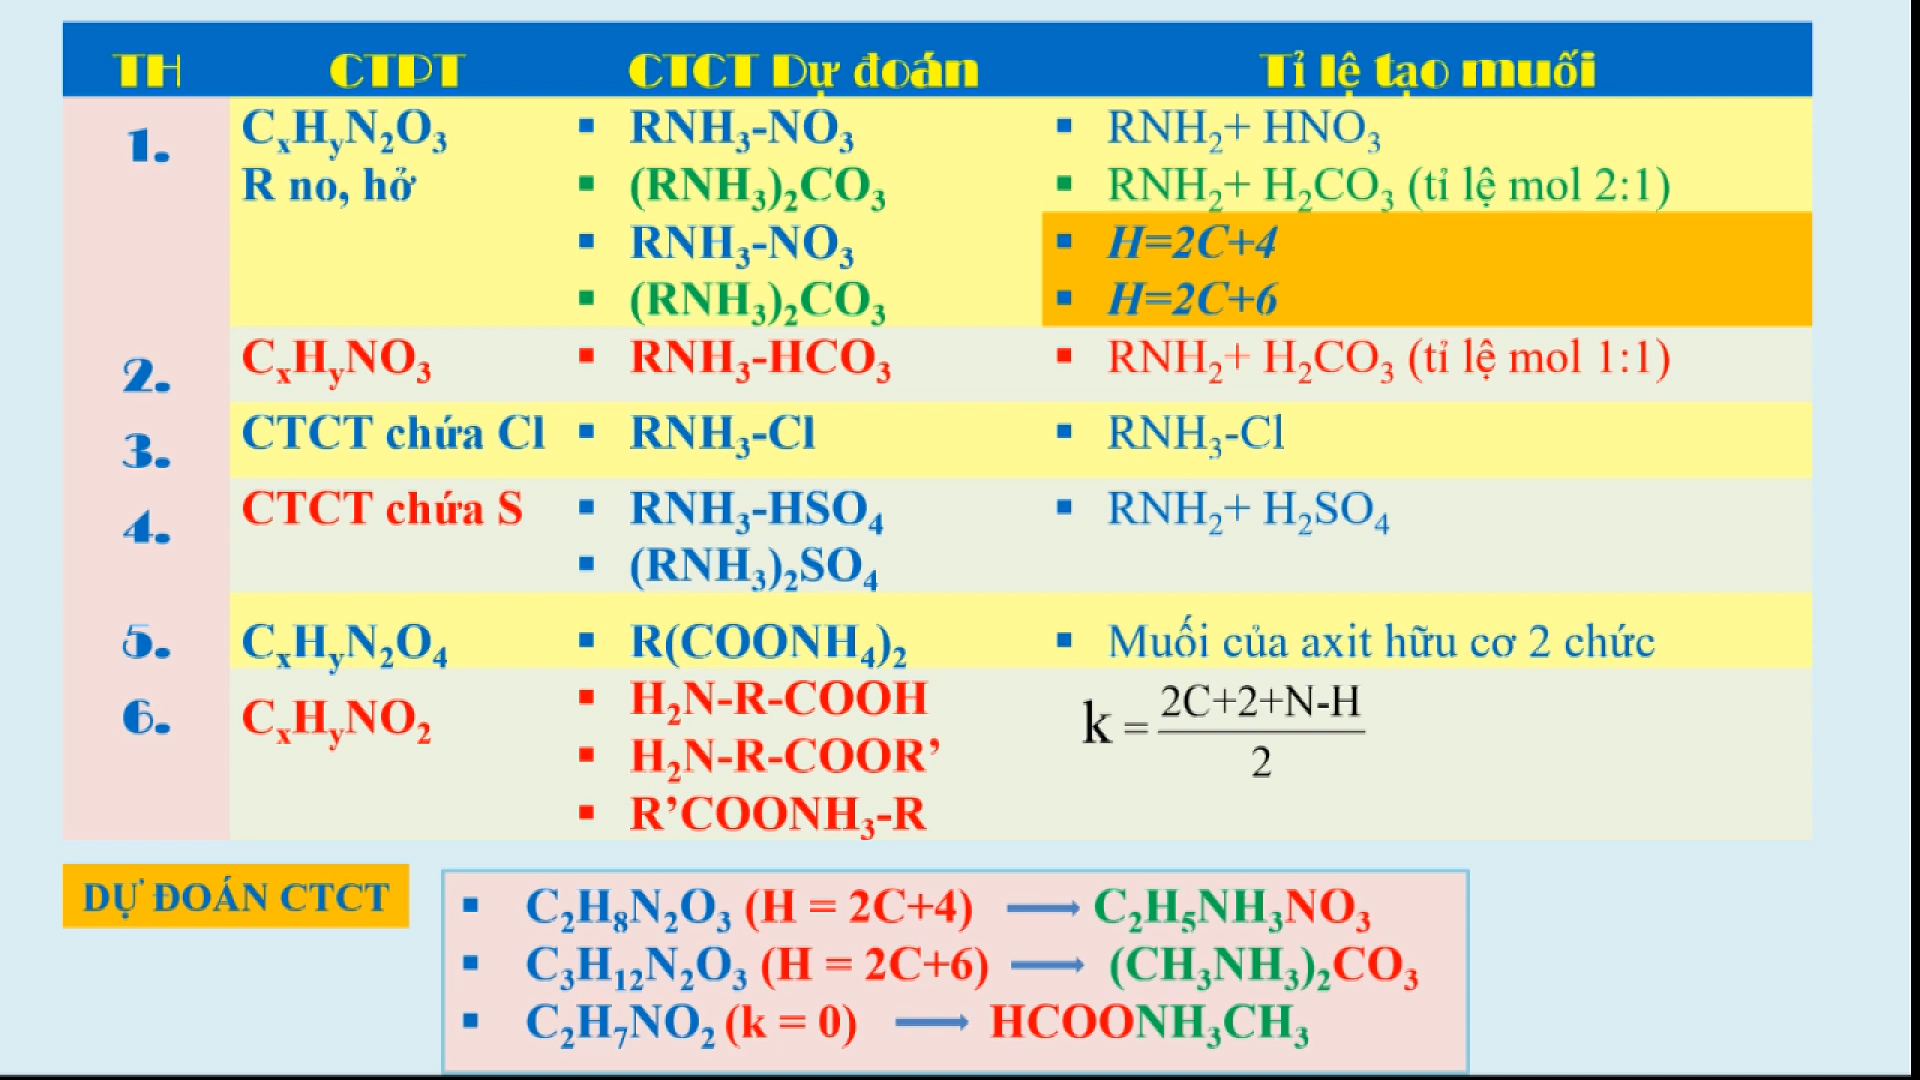 TH CTPT CTCT Dự đoán Tỉ lệ tạo muối
1. CxHyN2O3 ▪ RNH3-NO3 ▪ RNH2+ HNO3
R no, hở ▪ (RNH3)2CO3 ▪ RNH2+ H2CO3 (tỉ lệ mol 2:1)
▪ RNH3-NO3 ▪ H=2C+4
▪ (RNH3)2CO3 ▪ H=2C+6
2. CxHyNO3 ▪ RNH3-HCO3 ▪ RNH2+ H2CO3 (tỉ lệ mol 1:1)
3. CTCT chứa Cl ▪ RNH3-Cl ▪ RNH3-Cl
4. CTCT chứa S ▪ RNH3-HSO4 ▪ RNH2+ H2SO4
▪ (RNH3)2SO4
5. CxHyN2O4 ▪ R(COONH4)2 ▪ Muối của axit hữu cơ 2 chức
6. CxHyNO2 ▪ H2N-R-COOH k = (2C+2+N-H)/2
▪ H2N-R-COOR’
▪ R’COONH3-R
DỰ ĐOÁN CTCT
▪ C2H8N2O3 (H = 2C+4) → C2H5NH3NO3
▪ C3H12N2O3 (H = 2C+6) → (CH3NH3)2CO3
▪ C2H7NO2 (k = 0) → HCOONH3CH3